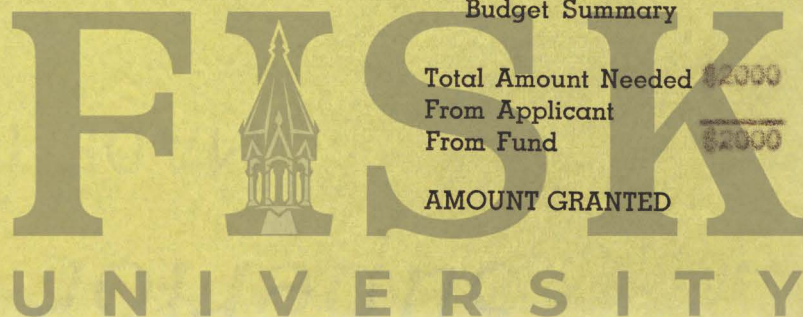 Budget Summary
Total Amount Needed $2000
From Applicant
From Fund $2000
AMOUNT GRANTED
FISK
UNIVERSITY